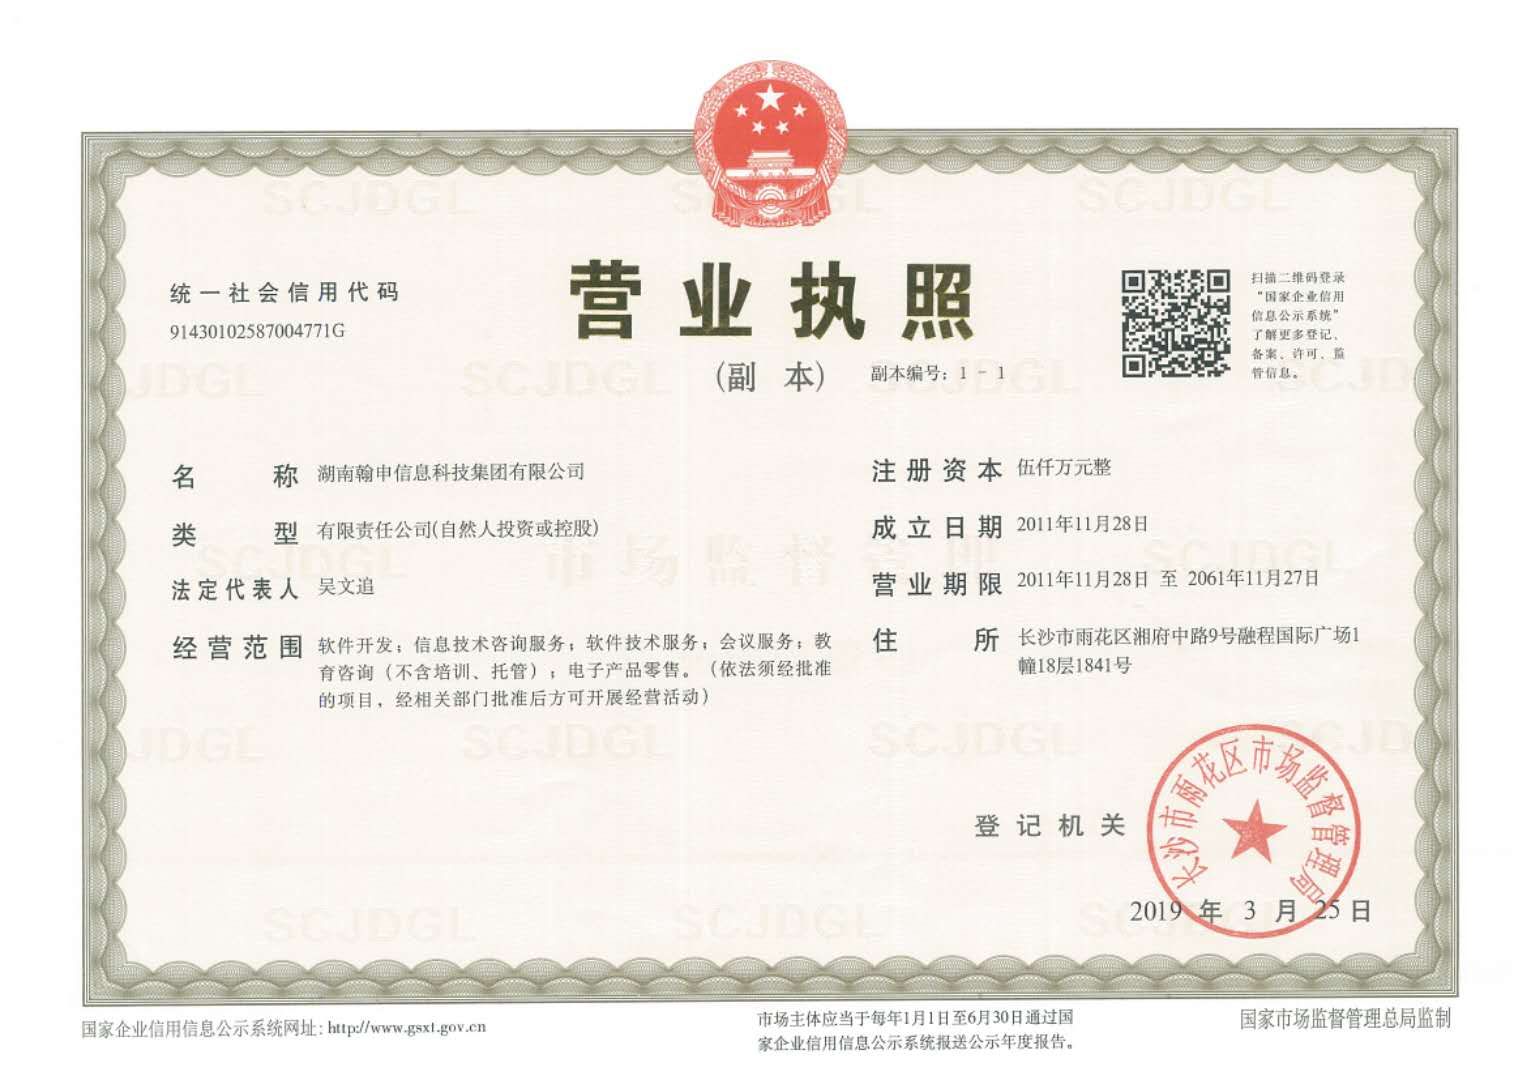 营业执照
（副 本） 副本编号：1 - 1
统一社会信用代码
91430102587004771G
扫描二维码登录
“国家企业信用
信息公示系统”
了解更多登记、
备案、许可、监
管信息。
名 称 湖南翰申信息科技集团有限公司
类 型 有限责任公司(自然人投资或控股)
法定代表人 吴文追
经营范围 软件开发；信息技术咨询服务；软件技术服务；会议服务；教
育咨询（不含培训、托管）；电子产品零售。（依法须经批准
的项目，经相关部门批准后方可开展经营活动）
注册资本 伍仟万元整
成立日期 2011年11月28日
营业期限 2011年11月28日 至 2061年11月27日
住 所 长沙市雨花区湘府中路9号融程国际广场1
幢18层1841号
登记机关
长沙市雨花区市场监督管理局
2019 年 3 月 25 日
国家企业信用信息公示系统网址：http://www.gsxt.gov.cn
市场主体应当于每年1月1日至6月30日通过国
家企业信用信息公示系统报送公示年度报告。
国家市场监督管理总局监制
SCJDGL
市场监督管理